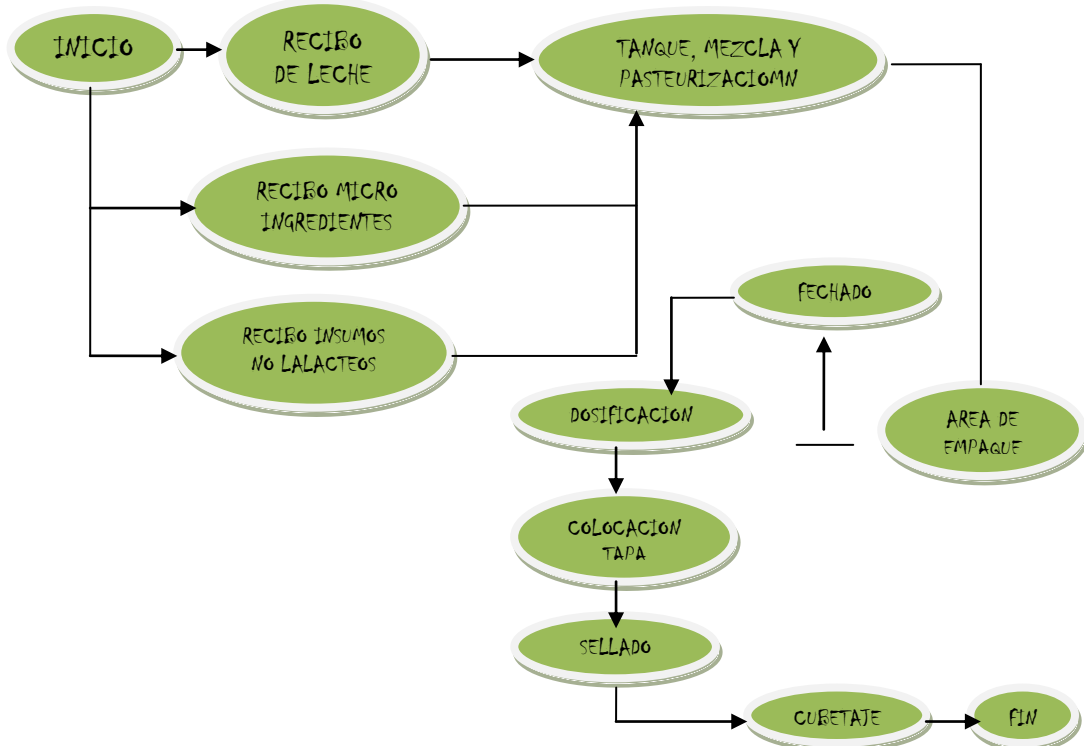 INICIO
RECIBO
DE LECHE
TANQUE, MEZCLA Y
PASTEURIZACIOMN
RECIBO MICRO
INGREDIENTES
RECIBO INSUMOS
NO LALACTEOS
FECHADO
DOSIFICACION
AREA DE
EMPAQUE
COLOCACION
TAPA
SELLADO
CUBETAJE
FIN